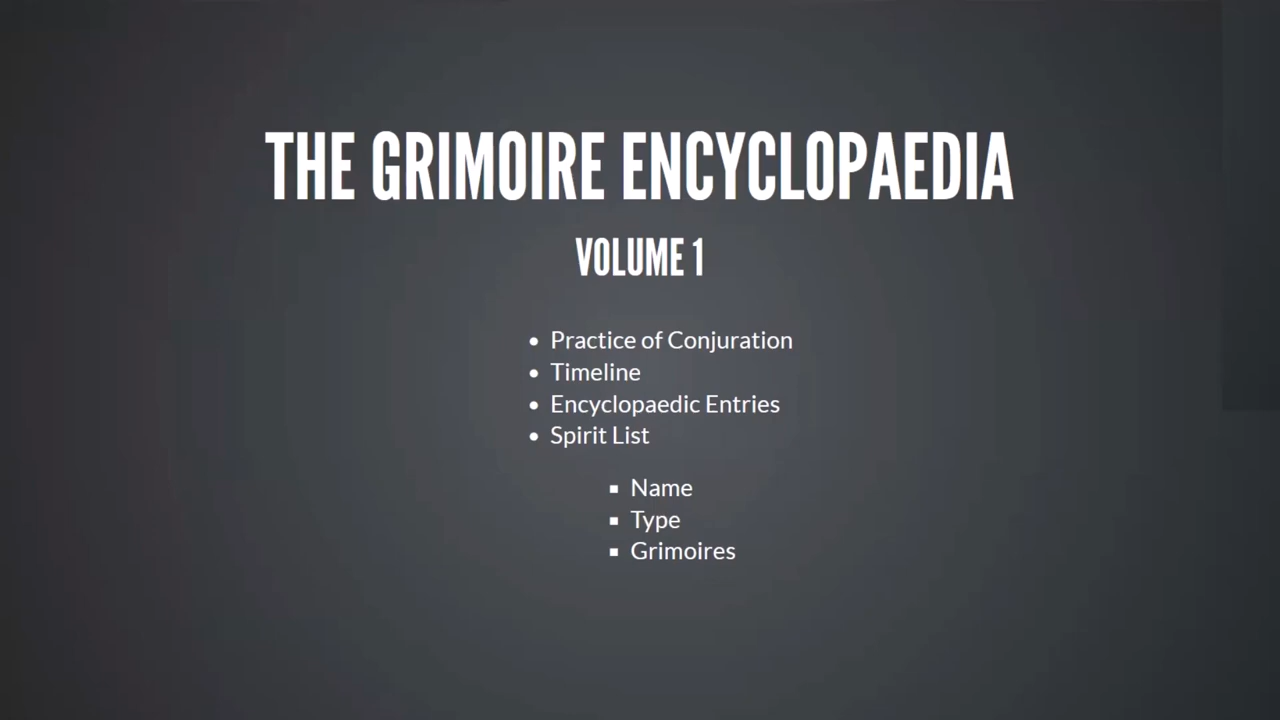 THE GRIMOIRE ENCYCLOPAEDIA
VOLUME 1
• Practice of Conjuration
• Timeline
• Encyclopaedic Entries
• Spirit List
▪ Name
▪ Type
▪ Grimoires